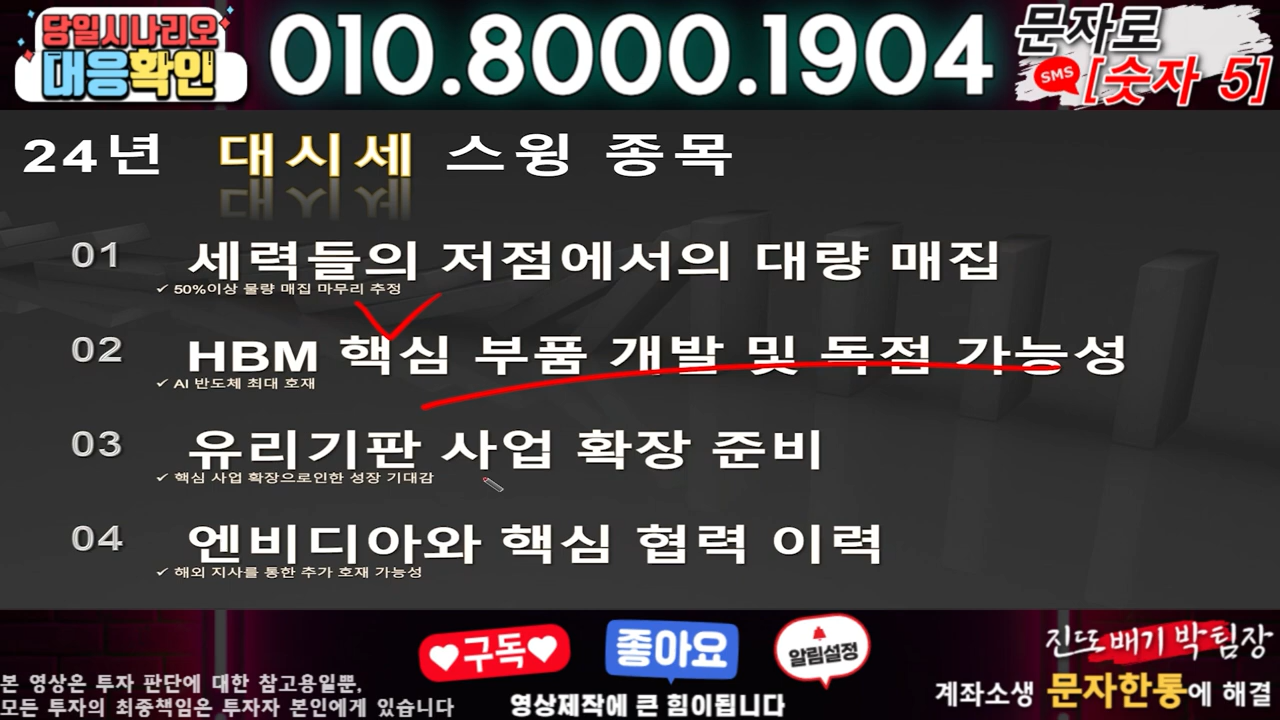 당일시나리오
대응확인
010.8000.1904
문자로
SMS [숫자 5]
24년 대시세 스윙 종목
01 세력들의 저점에서의 대량 매집
✓ 50%이상 물량 매집 마무리 추정
02 HBM 핵심 부품 개발 및 독점 가능성
✓ AI 반도체 최대 호재
03 유리기판 사업 확장 준비
✓ 핵심 사업 확장으로인한 성장 기대감
04 엔비디아와 핵심 협력 이력
✓ 해외 지사를 통한 추가 호재 가능성
구독
좋아요
알림설정
영상제작에 큰 힘이됩니다
본 영상은 투자 판단에 대한 참고용일뿐,
모든 투자의 최종책임은 투자자 본인에게 있습니다
진또배기 박팀장
계좌소생 문자한통에 해결